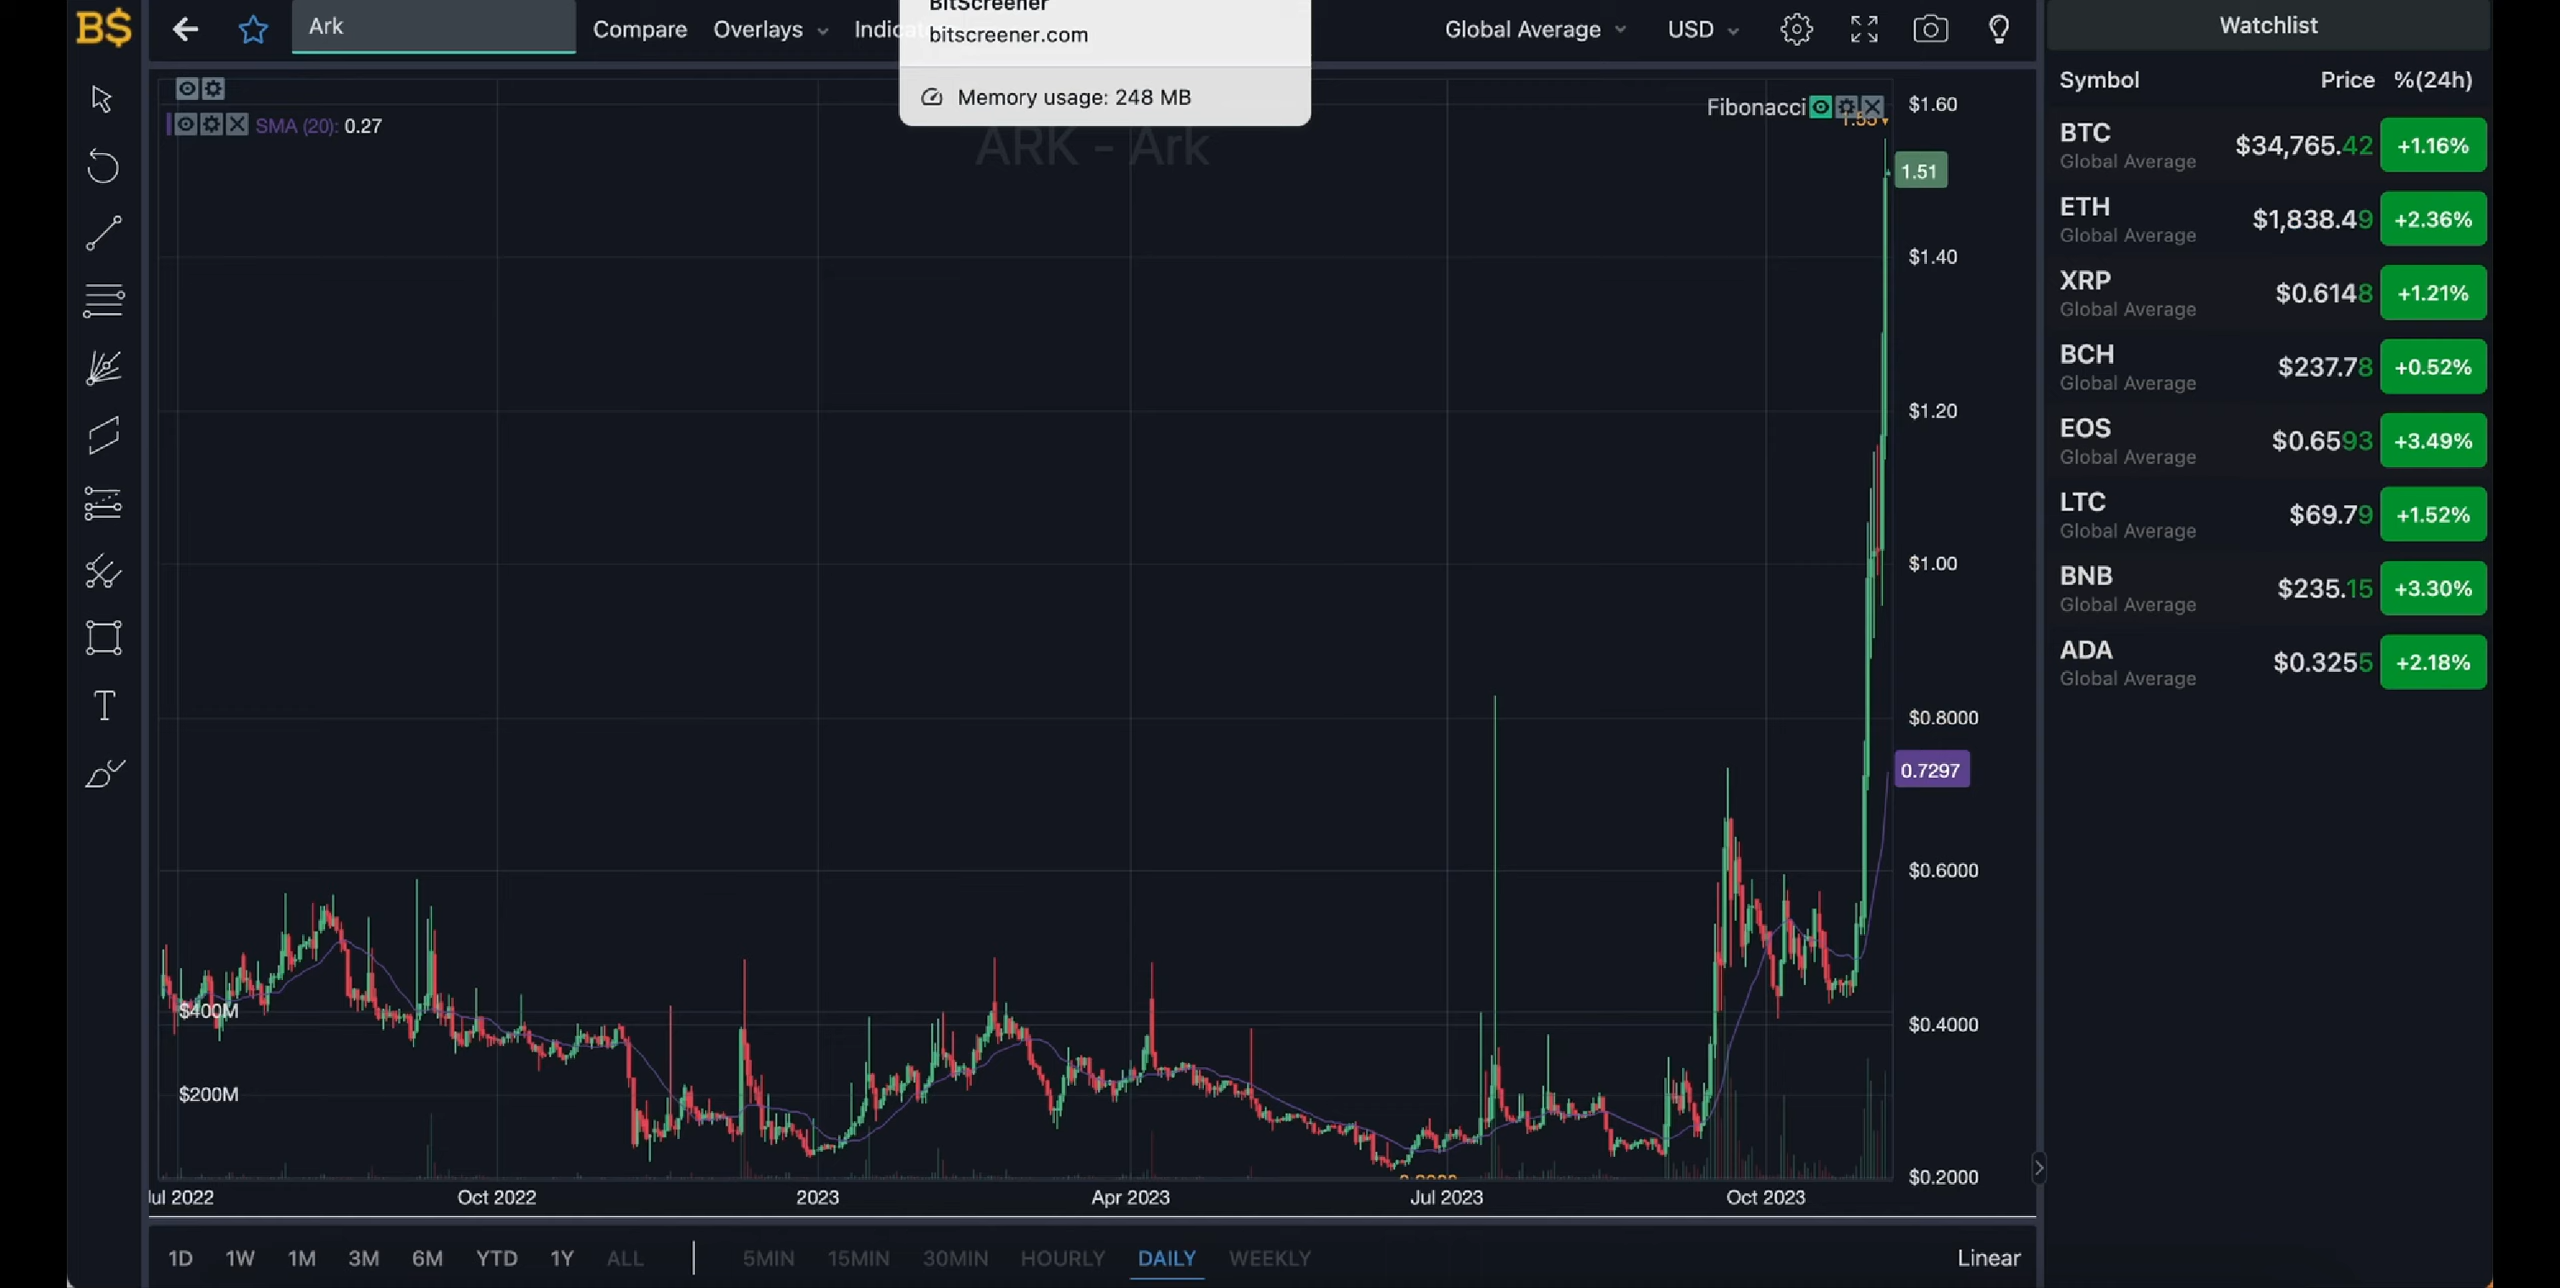 B$
Ark
Compare
Overlays
Indic
BitScreener
bitscreener.com
Memory usage: 248 MB
Global Average
USD
SMA (20): 0.27
ARK - Ark
Fibonacci
1.55
$1.60
1.51
$1.40
$1.20
$1.00
$0.8000
0.7297
$0.6000
$0.4000
$0.2000
$400M
$200M
Jul 2022
Oct 2022
2023
Apr 2023
Jul 2023
Oct 2023
1D 1W 1M 3M 6M YTD 1Y ALL
5MIN 15MIN 30MIN HOURLY DAILY WEEKLY
Linear
Watchlist
Symbol Price %(24h)
BTC $34,765.42 +1.16%
Global Average
ETH $1,838.49 +2.36%
Global Average
XRP $0.6148 +1.21%
Global Average
BCH $237.78 +0.52%
Global Average
EOS $0.6593 +3.49%
Global Average
LTC $69.79 +1.52%
Global Average
BNB $235.15 +3.30%
Global Average
ADA $0.3255 +2.18%
Global Average